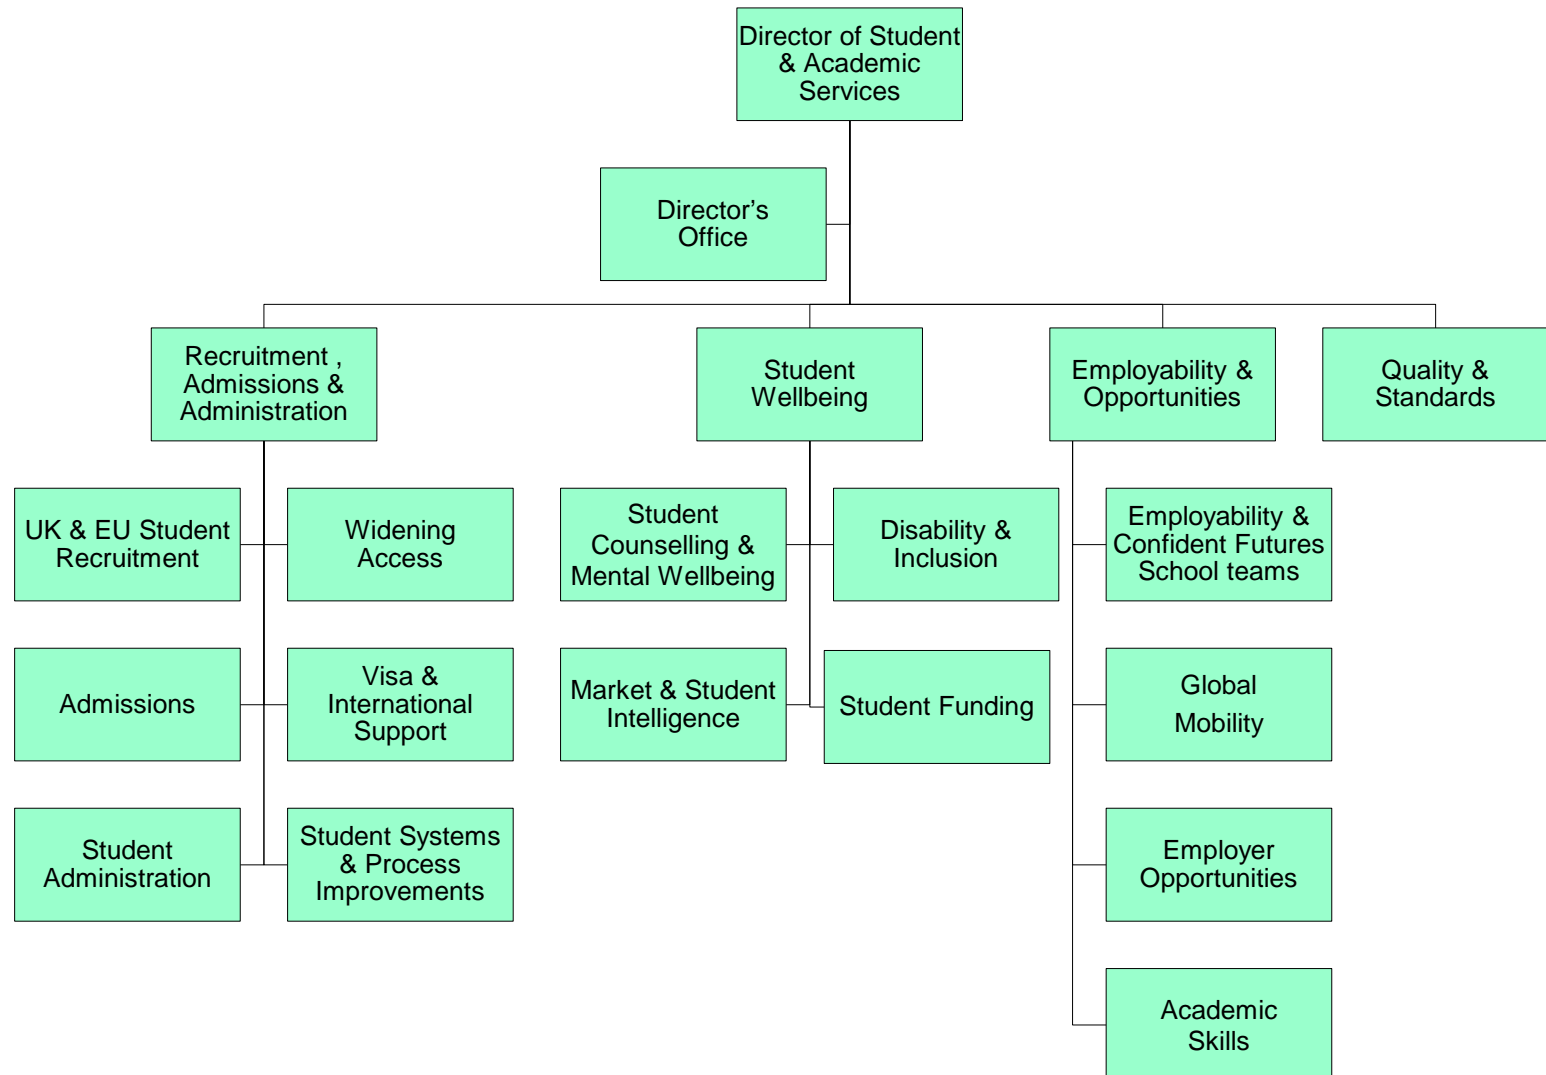 Director of Student
& Academic
Services
Director’s
Office
Recruitment ,
Admissions &
Administration
Student
Wellbeing
Employability &
Opportunities
Quality &
Standards
UK & EU Student
Recruitment
Widening
Access
Student
Counselling &
Mental Wellbeing
Disability &
Inclusion
Employability &
Confident Futures
School teams
Admissions
Visa &
International
Support
Market & Student
Intelligence
Student Funding
Global
Mobility
Student
Administration
Student Systems
& Process
Improvements
Employer
Opportunities
Academic
Skills